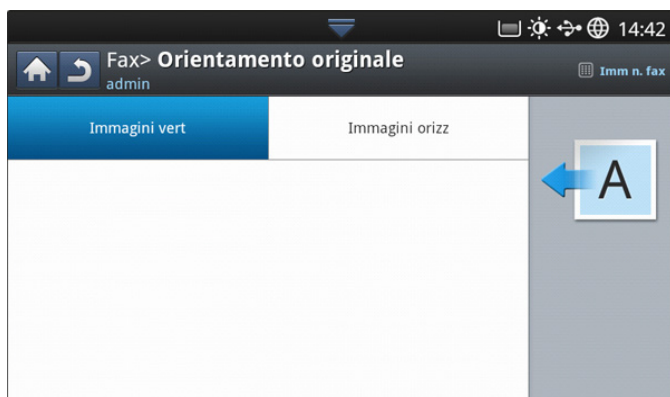 14:42
Fax> Orientamento originale
admin
Imm n. fax
Immagini vert
Immagini orizz
A